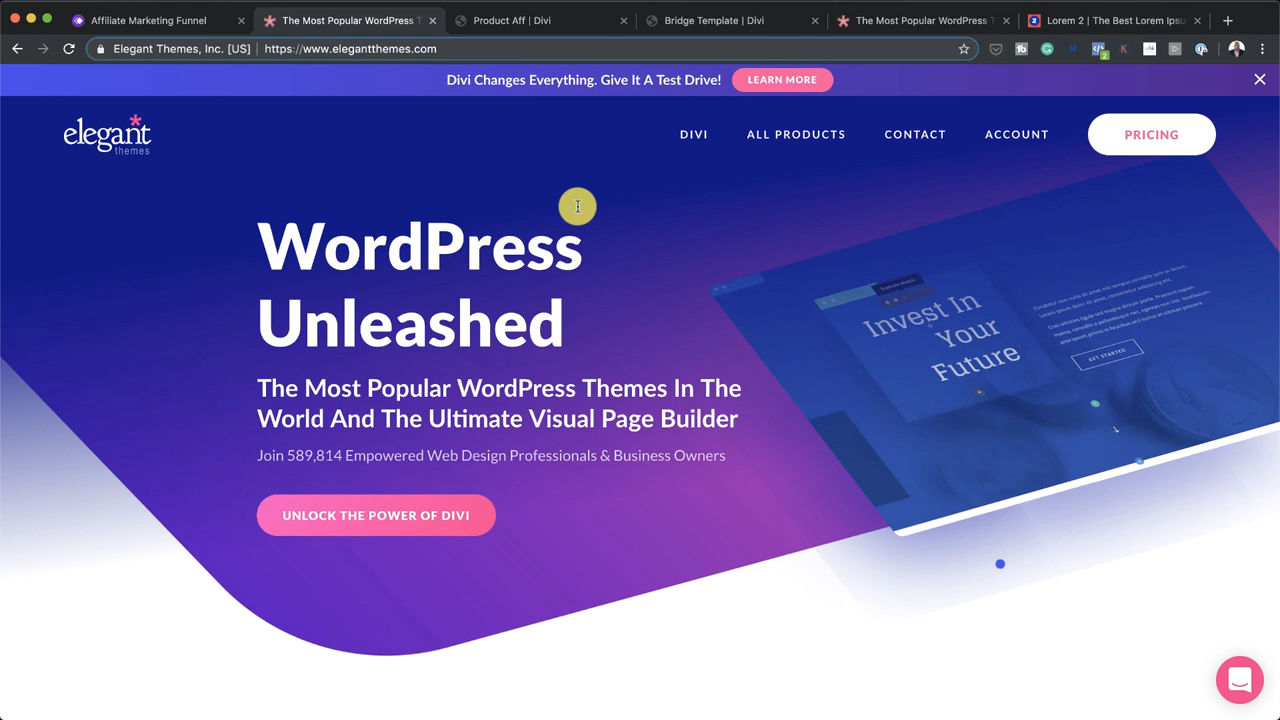 Affiliate Marketing Funnel
The Most Popular WordPress T
Product Aff | Divi
Bridge Template | Divi
The Most Popular WordPress T
Lorem 2 | The Best Lorem Ipsu
Elegant Themes, Inc. [US] | https://www.elegantthemes.com
Divi Changes Everything. Give It A Test Drive!
LEARN MORE
elegant
themes
DIVI
ALL PRODUCTS
CONTACT
ACCOUNT
PRICING
WordPress
Unleashed
The Most Popular WordPress Themes In The
World And The Ultimate Visual Page Builder
Join 589,814 Empowered Web Design Professionals & Business Owners
UNLOCK THE POWER OF DIVI
Invest In
Your
Future
GET STARTED